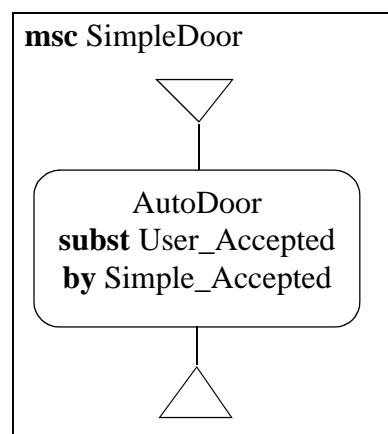 msc SimpleDoor
AutoDoor
subst User_Accepted
by Simple_Accepted